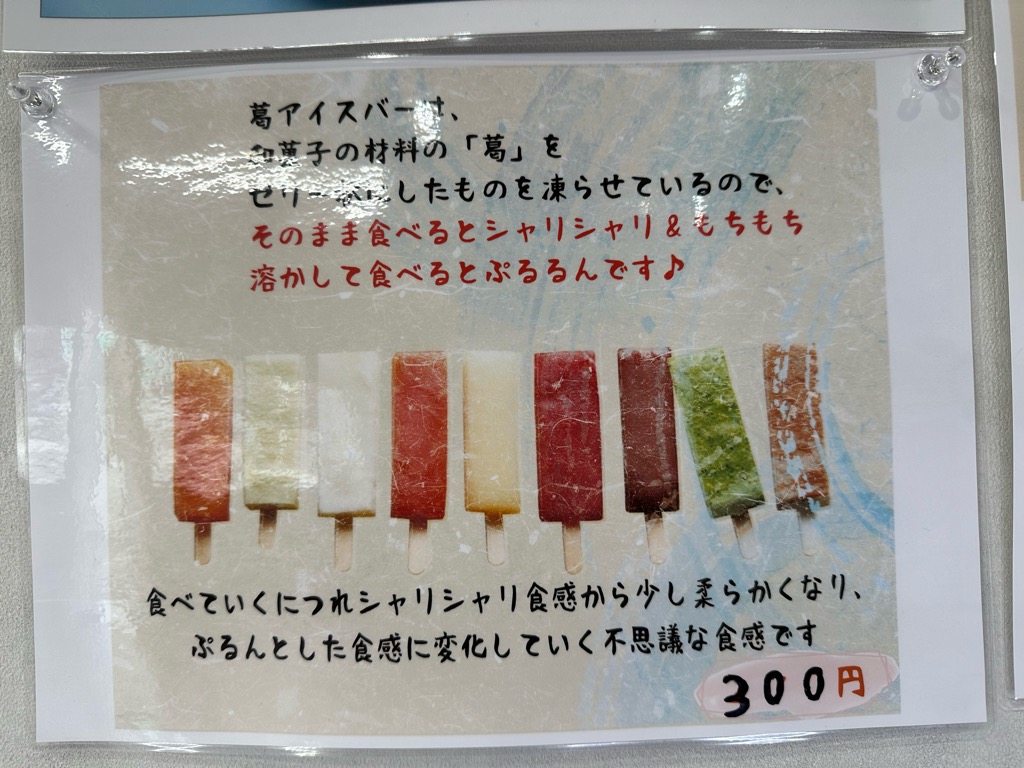 葛アイスバーは、
和菓子の材料の「葛」を
ゼリー状にしたものを凍らせているので、
そのまま食べるとシャリシャリ&もちもち
溶かして食べるとぷるるんです♪
食べていくにつれシャリシャリ食感から少し柔らかくなり、
ぷるんとした食感に変化していく不思議な食感です
300円